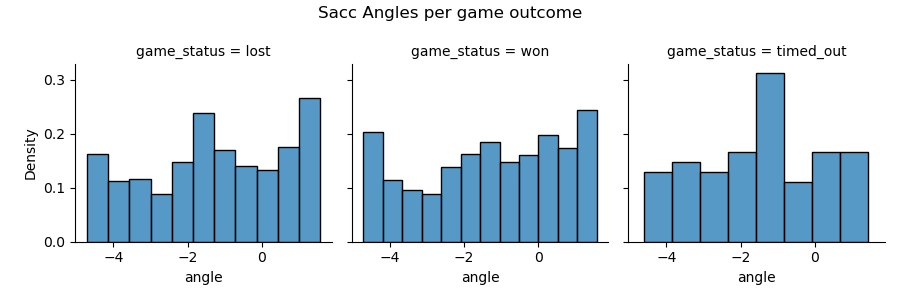 Sacc Angles per game outcome
game_status = lost
game_status = won
game_status = timed_out
Density
0.3
0.2
0.1
0.0
−4
−2
0
−4
−2
0
−4
−2
0
angle
angle
angle